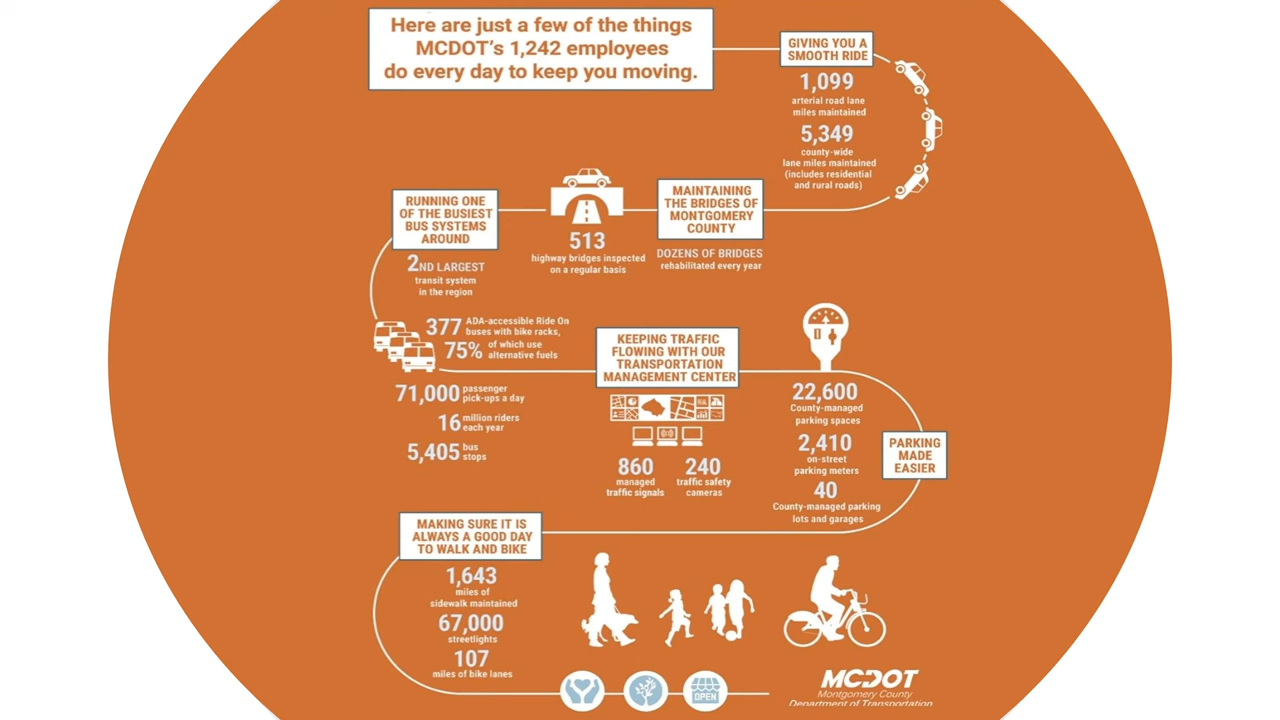 Here are just a few of the things
MCDOT's 1,242 employees
do every day to keep you moving.
GIVING YOU A
SMOOTH RIDE
1,099
arterial road lane
miles maintained
5,349
county-wide
lane miles maintained
(includes residential
and rural roads)
MAINTAINING
THE BRIDGES OF
MONTGOMERY
COUNTY
DOZENS OF BRIDGES
rehabilitated every year
513
highway bridges inspected
on a regular basis
RUNNING ONE
OF THE BUSIEST
BUS SYSTEMS
AROUND
2ND LARGEST
transit system
in the region
377 ADA-accessible Ride On
buses with bike racks,
75% of which use
alternative fuels
71,000 passenger
pick-ups a day
16 million riders
each year
5,405 bus
stops
KEEPING TRAFFIC
FLOWING WITH OUR
TRANSPORTATION
MANAGEMENT CENTER
860
managed
traffic signals
240
traffic safety
cameras
22,600
County-managed
parking spaces
2,410
on-street
parking meters
40
County-managed parking
lots and garages
PARKING
MADE
EASIER
MAKING SURE IT IS
ALWAYS A GOOD DAY
TO WALK AND BIKE
1,643
miles of
sidewalk maintained
67,000
streetlights
107
miles of bike lanes
OPEN
MCDOT
Montgomery County
Department of Transportation